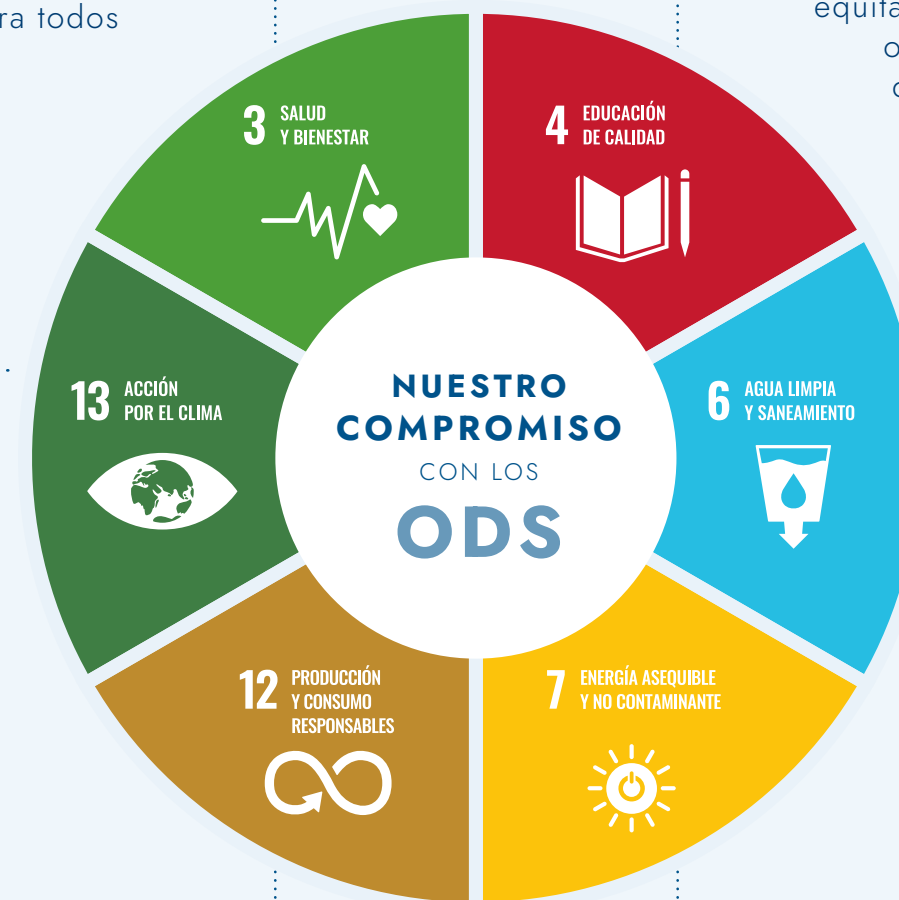 ra todos
3 SALUD
Y BIENESTAR
4 EDUCACIÓN
DE CALIDAD
13 ACCIÓN
POR EL CLIMA
NUESTRO
COMPROMISO
CON LOS
ODS
6 AGUA LIMPIA
Y SANEAMIENTO
12 PRODUCCIÓN
Y CONSUMO
RESPONSABLES
7 ENERGÍA ASEQUIBLE
Y NO CONTAMINANTE